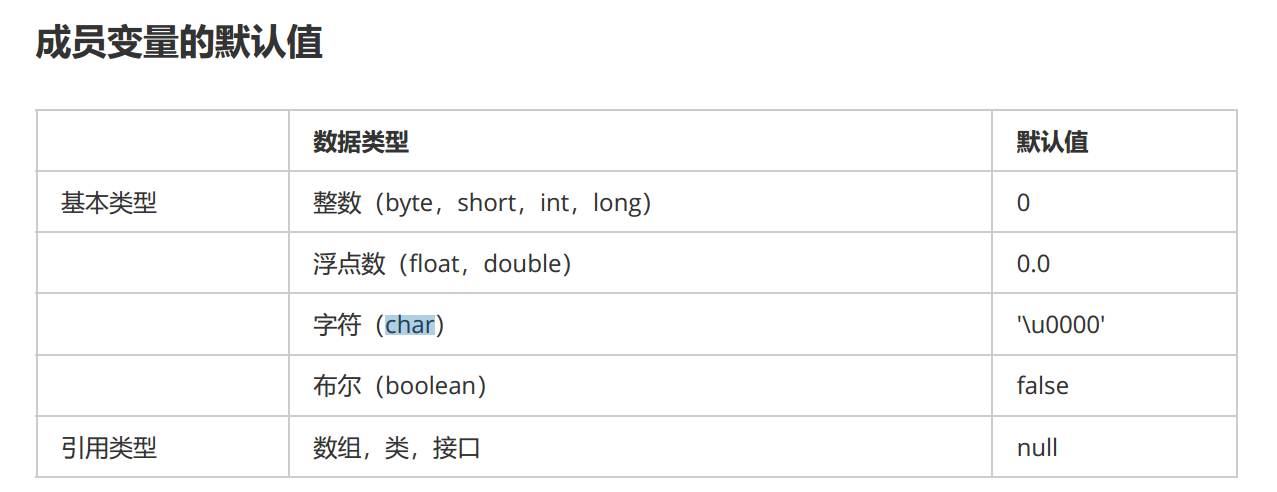 成员变量的默认值
数据类型 默认值
基本类型 整数（byte，short，int，long） 0
浮点数（float，double） 0.0
字符（char） '\u0000'
布尔（boolean） false
引用类型 数组，类，接口 null